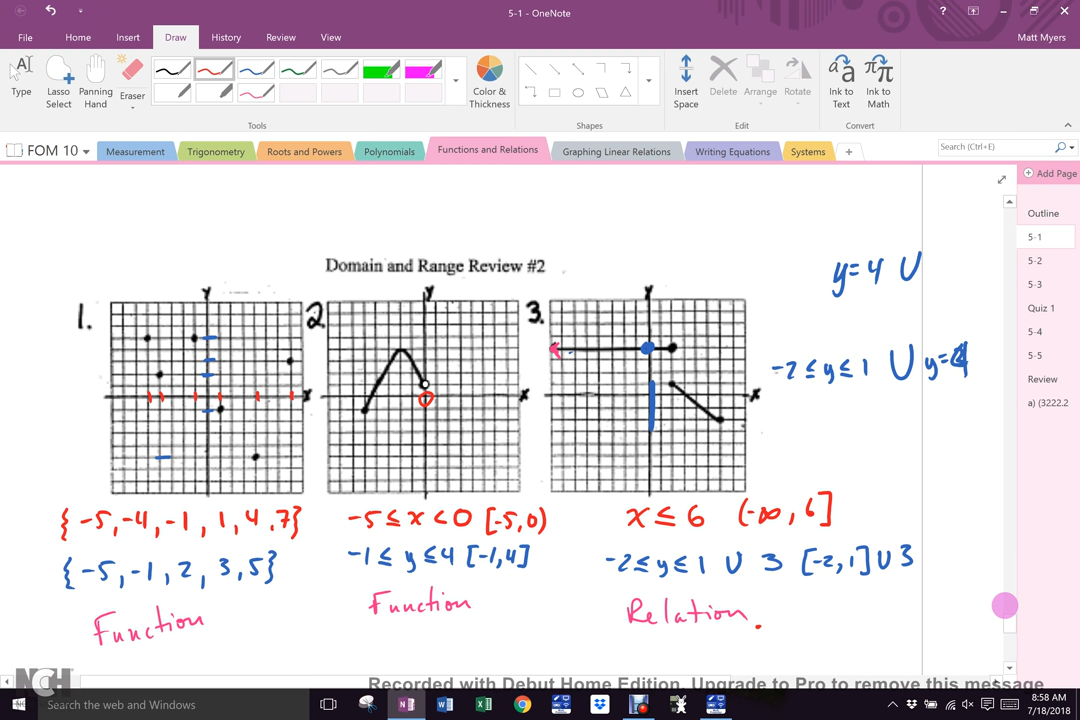 5-1 - OneNote
?
File
Home
Insert
Draw
History
Review
View
Matt Myers
Type
Lasso Select
Panning Hand
Eraser
Color & Thickness
Insert Space
Delete
Arrange
Rotate
Ink to Text
Ink to Math
Tools
Shapes
Edit
Convert
FOM 10
Measurement
Trigonometry
Roots and Powers
Polynomials
Functions and Relations
Graphing Linear Relations
Writing Equations
Systems
+
Search (Ctrl+E)
Add Page
Outline
5-1
5-2
5-3
Quiz 1
5-4
5-5
Review
a) (3222.2
Domain and Range Review #2
y=4 ∪
1.
Y
X
2.
Y
X
3.
Y
X
-2 ≤ y ≤ 1 ∪ y=4
{-5, -4, -1, 1, 4, 7}
-5 ≤ x < 0 [-5, 0)
x ≤ 6 (-∞, 6]
{-5, -1, 2, 3, 5}
-1 ≤ y ≤ 4 [-1, 4]
-2 ≤ y ≤ 1 ∪ 3 [-2, 1] ∪ 3
Function
Function
Relation.
NCH
Recorded with Debut Home Edition. Upgrade to Pro to remove this message
Search the web and Windows
8:58 AM
7/18/2018